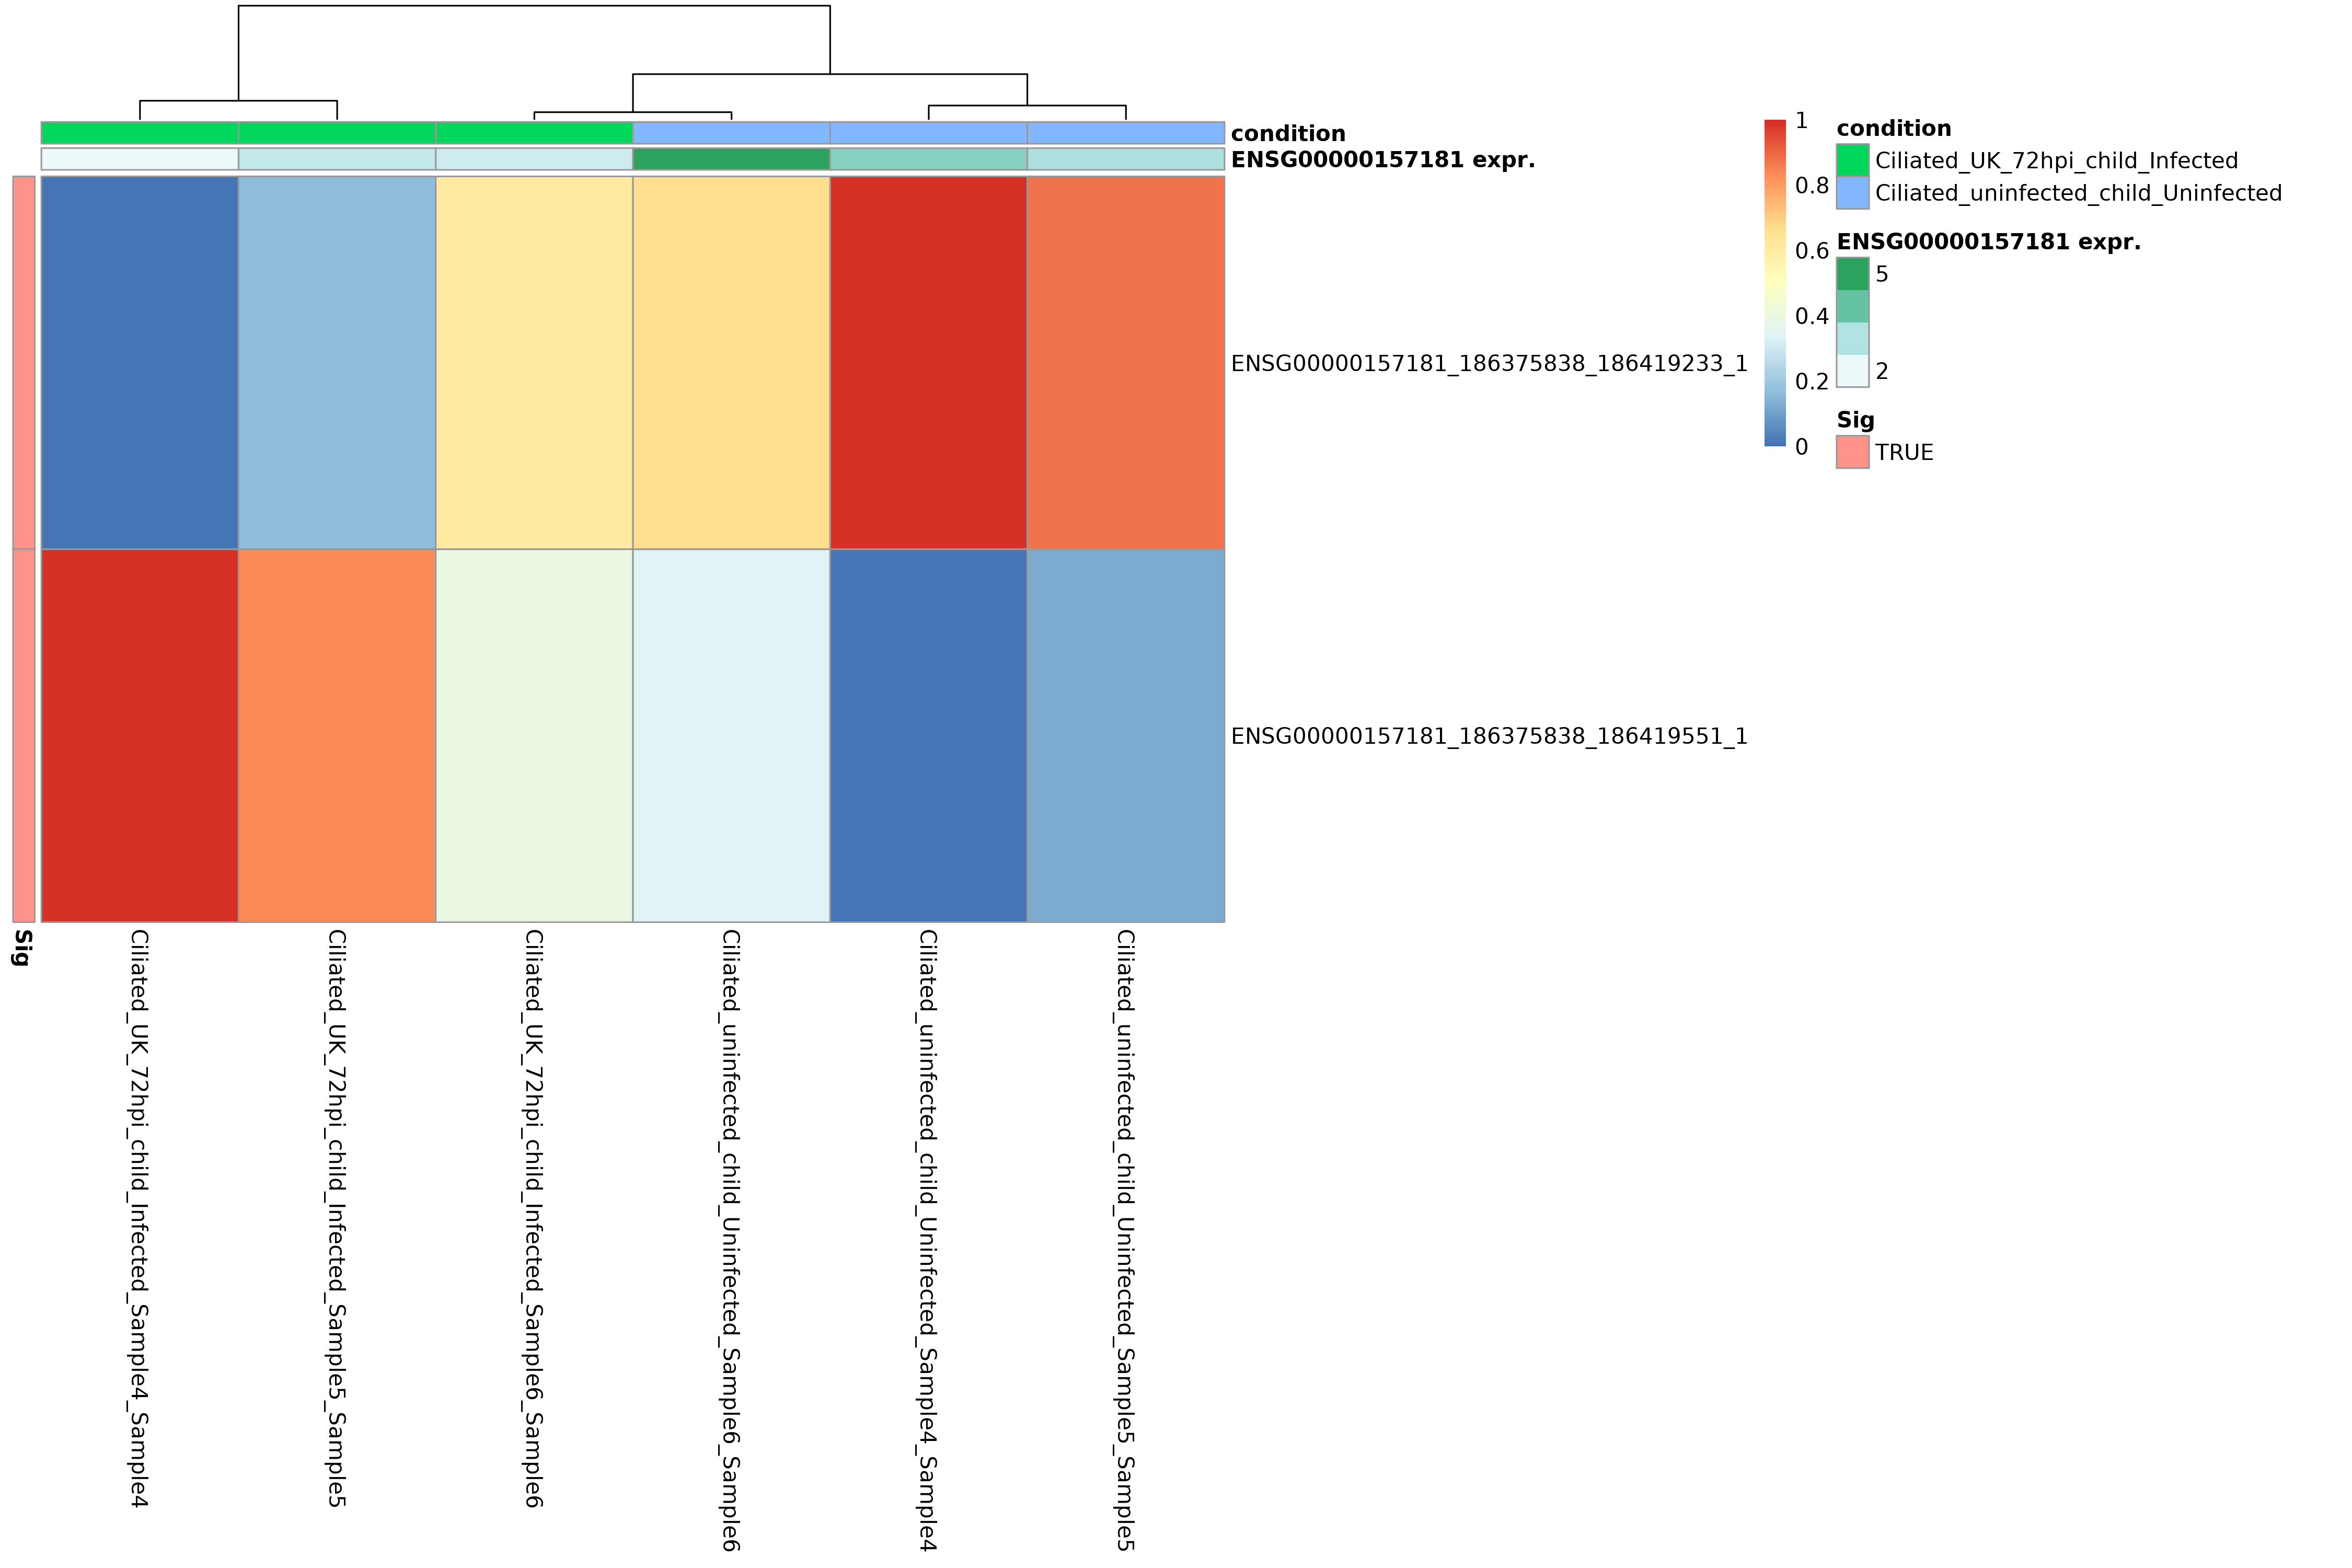 condition
ENSG00000157181 expr.
ENSG00000157181_186375838_186419233_1
ENSG00000157181_186375838_186419551_1
Sig
Ciliated_UK_72hpi_child_Infected_Sample4_Sample4
Ciliated_UK_72hpi_child_Infected_Sample5_Sample5
Ciliated_UK_72hpi_child_Infected_Sample6_Sample6
Ciliated_uninfected_child_Uninfected_Sample6_Sample6
Ciliated_uninfected_child_Uninfected_Sample4_Sample4
Ciliated_uninfected_child_Uninfected_Sample5_Sample5
1
0.8
0.6
0.4
0.2
0
condition
Ciliated_UK_72hpi_child_Infected
Ciliated_uninfected_child_Uninfected
ENSG00000157181 expr.
5
2
Sig
TRUE